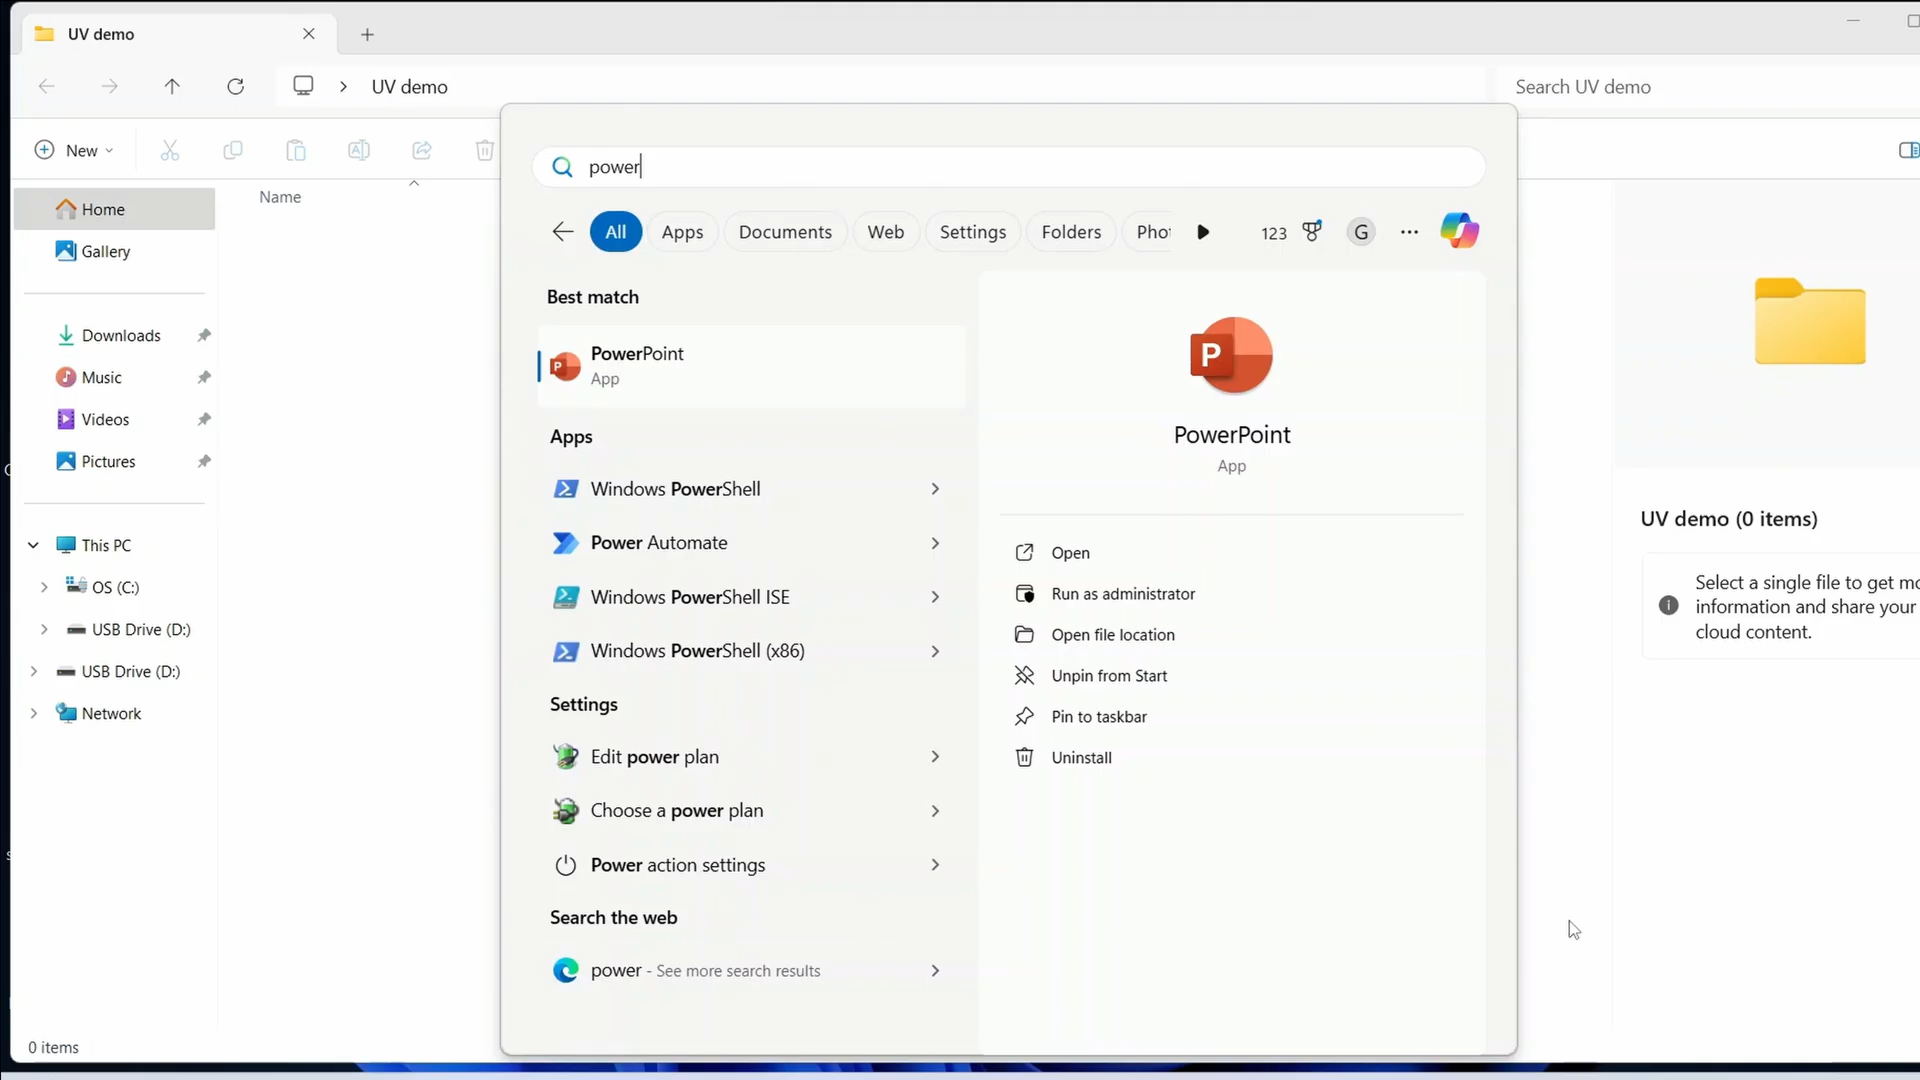 UV demo
UV demo
Search UV demo
New
Name
Home
Gallery
Downloads
Music
Videos
Pictures
This PC
OS (C:)
USB Drive (D:)
USB Drive (D:)
Network
0 items
power
All
Apps
Documents
Web
Settings
Folders
123
G
Best match
PowerPoint
App
Apps
Windows PowerShell
Power Automate
Windows PowerShell ISE
Windows PowerShell (x86)
Settings
Edit power plan
Choose a power plan
Power action settings
Search the web
power - See more search results
P
PowerPoint
App
Open
Run as administrator
Open file location
Unpin from Start
Pin to taskbar
Uninstall
UV demo (0 items)
Select a single file to get
information and share your
cloud content.